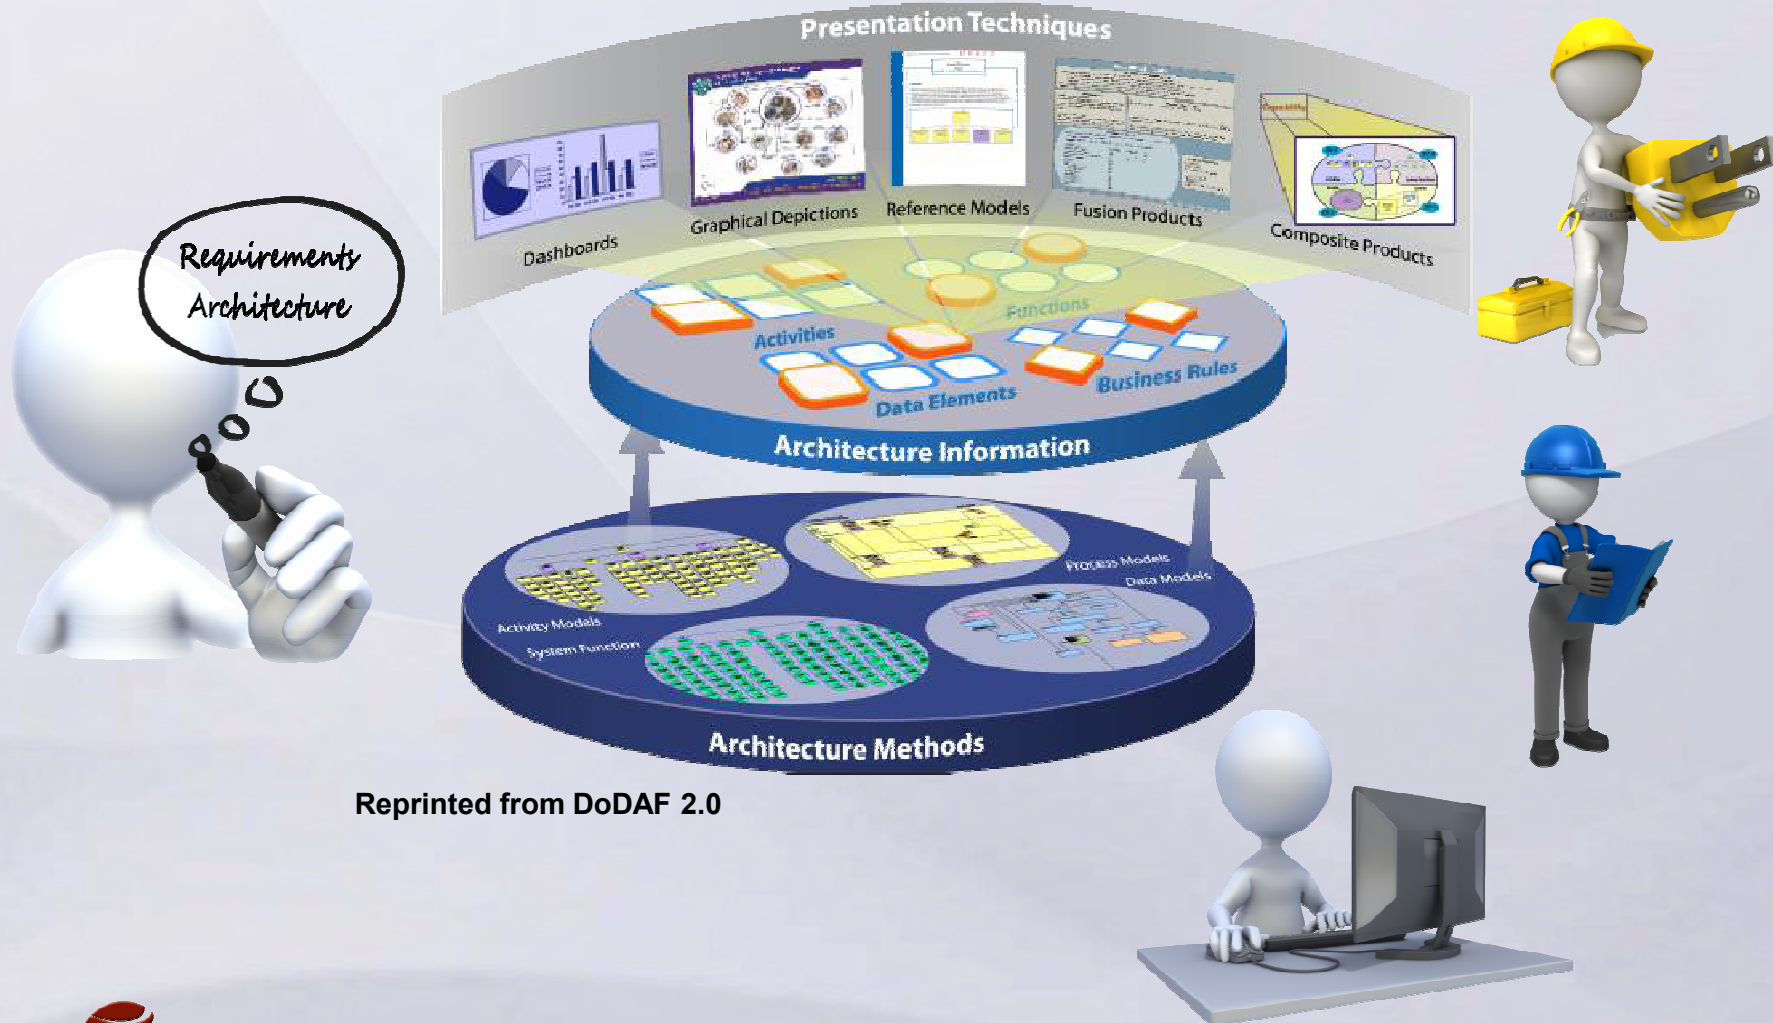 Presentation Techniques
Dashboards
Graphical Depictions
Reference Models
Fusion Products
Composite Products
Requirements
Architecture
Functions
Activities
Data Elements
Business Rules
Architecture Information
Process Models
Data Models
Activity Models
System Function
Architecture Methods
Reprinted from DoDAF 2.0